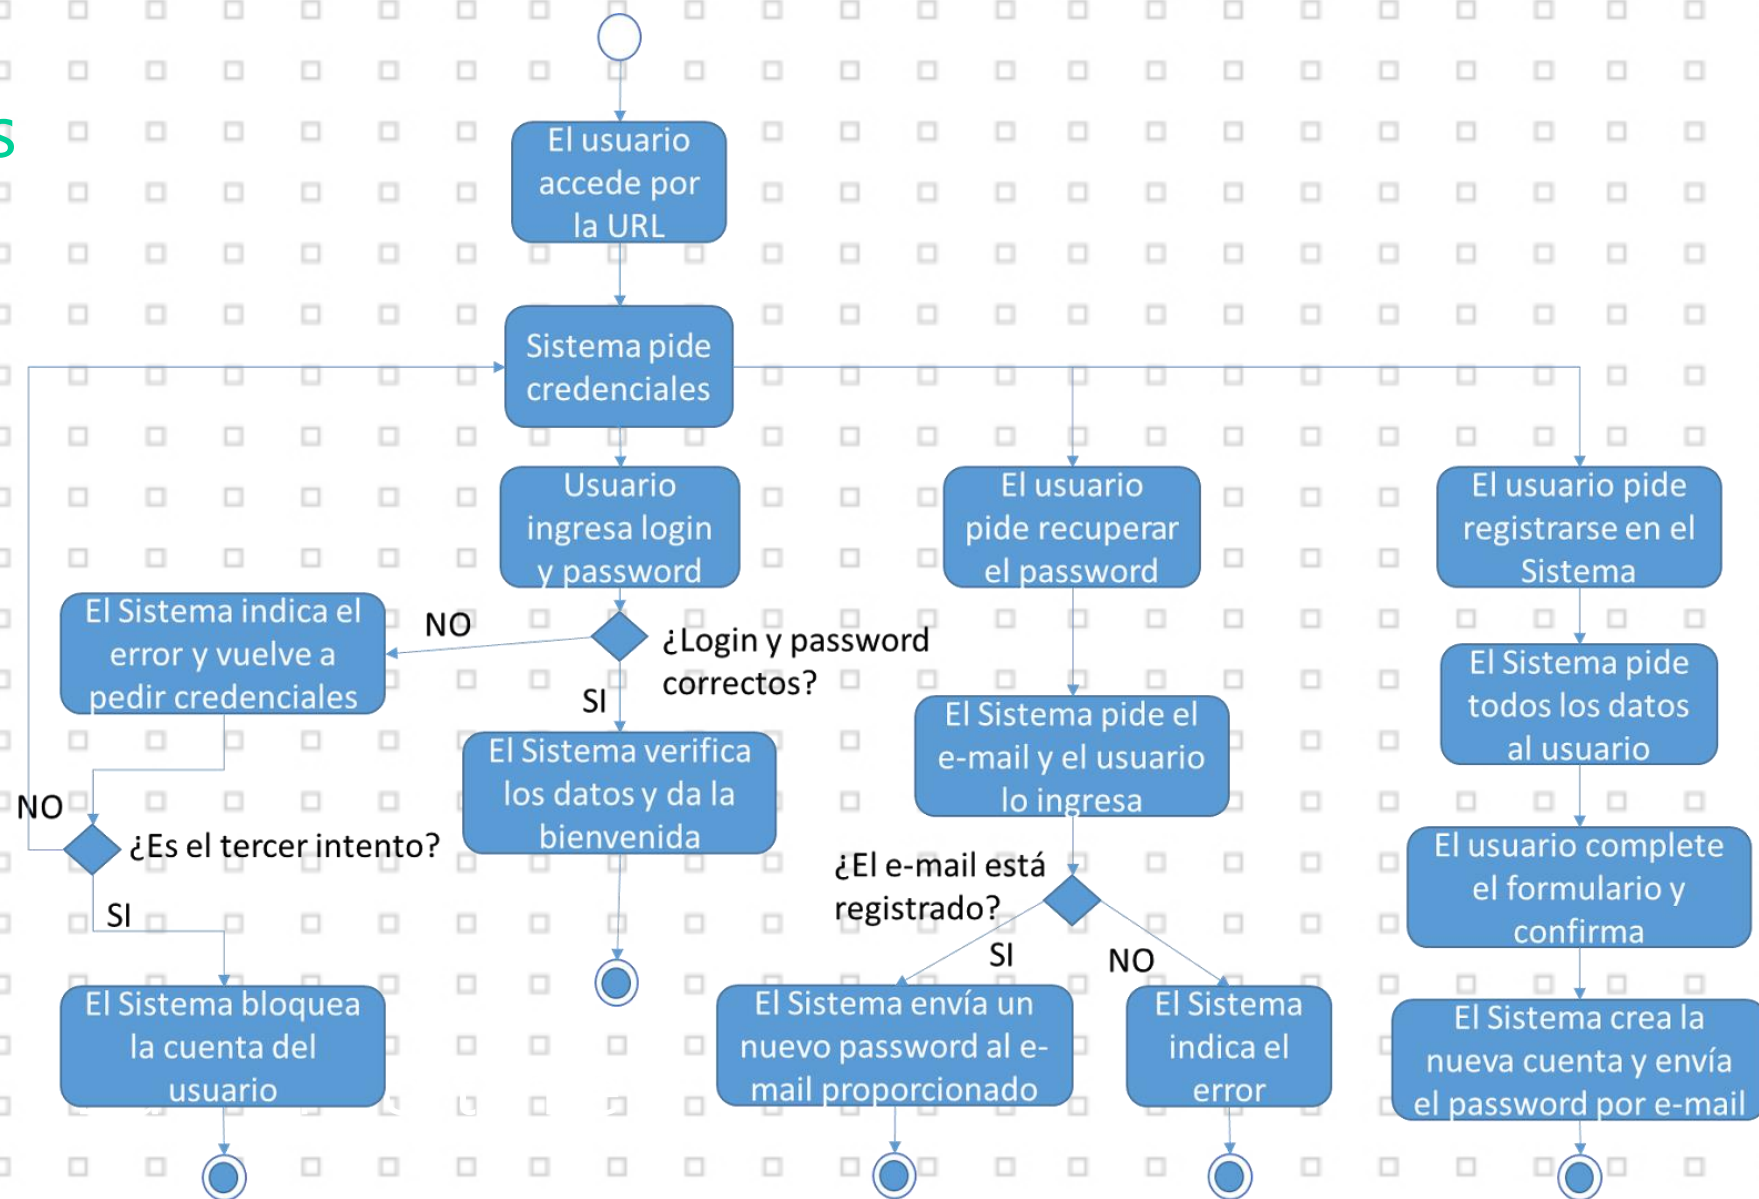 s
El usuario
accede por
la URL
Sistema pide
credenciales
Usuario
ingresa login
y password
El usuario
pide recuperar
el password
El usuario pide
registrarse en el
Sistema
El Sistema indica el
error y vuelve a
pedir credenciales
NO
¿Login y password
correctos?
SI
El Sistema verifica
los datos y da la
bienvenida
El Sistema pide el
e-mail y el usuario
lo ingresa
El Sistema pide
todos los datos
al usuario
NO
¿Es el tercer intento?
SI
¿El e-mail está
registrado?
SI
NO
El usuario complete
el formulario y
confirma
El Sistema bloquea
la cuenta del
usuario
El Sistema envía un
nuevo password al e-
mail proporcionado
El Sistema
indica el
error
El Sistema crea la
nueva cuenta y envía
el password por e-mail